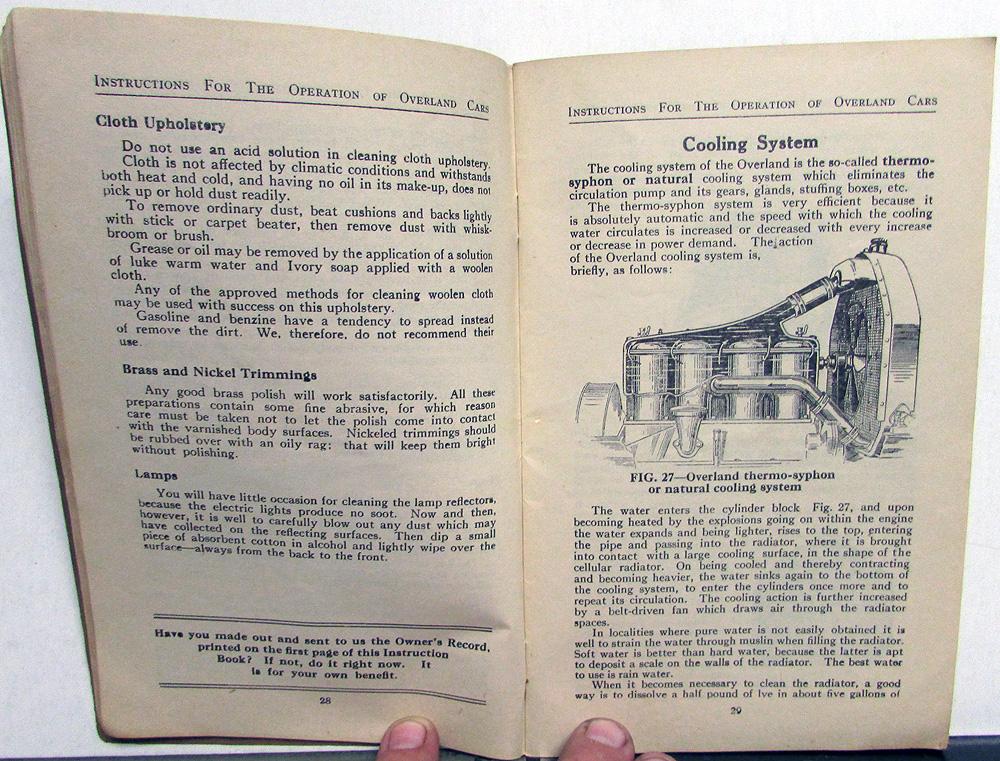 INSTRUCTIONS FOR THE OPERATION OF OVERLAND CARS
Cloth Upholstery
Do not use an acid solution in cleaning cloth upholstery.
Cloth is not affected by climatic conditions and withstands
both heat and cold, and having no oil in its make-up, does not
pick up or hold dust readily.
To remove ordinary dust, beat cushions and backs lightly
with stick or carpet beater, then remove dust with whisk-
broom or brush.
Grease or oil may be removed by the application of a solution
of luke warm water and Ivory soap applied with a woolen
cloth.
Any of the approved methods for cleaning woolen cloth
may be used with success on this upholstery.
Gasoline and benzine have a tendency to spread instead
of remove the dirt. We, therefore, do not recommend their
use.
Brass and Nickel Trimmings
Any good brass polish will work satisfactorily. All these
preparations contain some fine abrasive, for which reason
care must be taken not to let the polish come into contact
with the varnished body surfaces. Nickeled trimmings should
be rubbed over with an oily rag: that will keep them bright
without polishing.
Lamps
You will have little occasion for cleaning the lamp reflectors,
because the electric lights produce no soot. Now and then,
however, it is well to carefully blow out any dust which may
have collected on the reflecting surfaces. Then dip a small
piece of absorbent cotton in alcohol and lightly wipe over the
surface—always from the back to the front.
Have you made out and sent to us the Owner's Record,
printed on the first page of this Instruction
Book? If not, do it right now. It
is for your own benefit.
28
INSTRUCTIONS FOR THE OPERATION OF OVERLAND CARS
Cooling System
The cooling system of the Overland is the so-called thermo-
syphon or natural cooling system which eliminates the
circulation pump and its gears, glands, stuffing boxes, etc.
The thermo-syphon system is very efficient because it
is absolutely automatic and the speed with which the cooling
water circulates is increased or decreased with every increase
or decrease in power demand. The action
of the Overland cooling system is,
briefly, as follows:
FIG. 27—Overland thermo-syphon
or natural cooling system
The water enters the cylinder block Fig. 27, and upon
becoming heated by the explosions going on within the engine
the water expands and being lighter, rises to the top, entering
the pipe and passing into the radiator, where it is brought
into contact with a large cooling surface, in the shape of the
cellular radiator. On being cooled and thereby contracting
and becoming heavier, the water sinks again to the bottom of
the cooling system, to enter the cylinders once more and to
repeat its circulation. The cooling action is further increased
by a belt-driven fan which draws air through the radiator
spaces.
In localities where pure water is not easily obtained it is
well to strain the water through muslin when filling the radiator.
Soft water is better than hard water, because the latter is apt
to deposit a scale on the walls of the radiator. The best water
to use is rain water.
When it becomes necessary to clean the radiator, a good
way is to dissolve a half pound of lye in about five gallons of
29